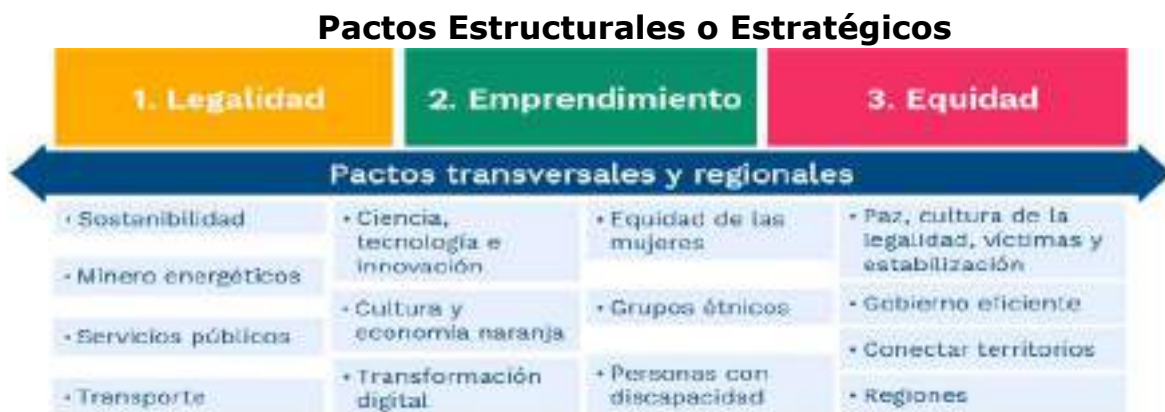 Pactos Estructurales o Estratégicos
1. Legalidad
2. Emprendimiento
3. Equidad
Pactos transversales y regionales
• Sostenibilidad
• Minero energéticos
• Servicios públicos
• Transporte
• Ciencia,
tecnología e
innovación
• Cultura y
economía naranja
• Transformación
digital
• Equidad de las
mujeres
• Grupos étnicos
• Personas con
discapacidad
• Paz, cultura de la
legalidad, víctimas y
estabilización
• Gobierno eficiente
• Conectar territorios
• Regiones